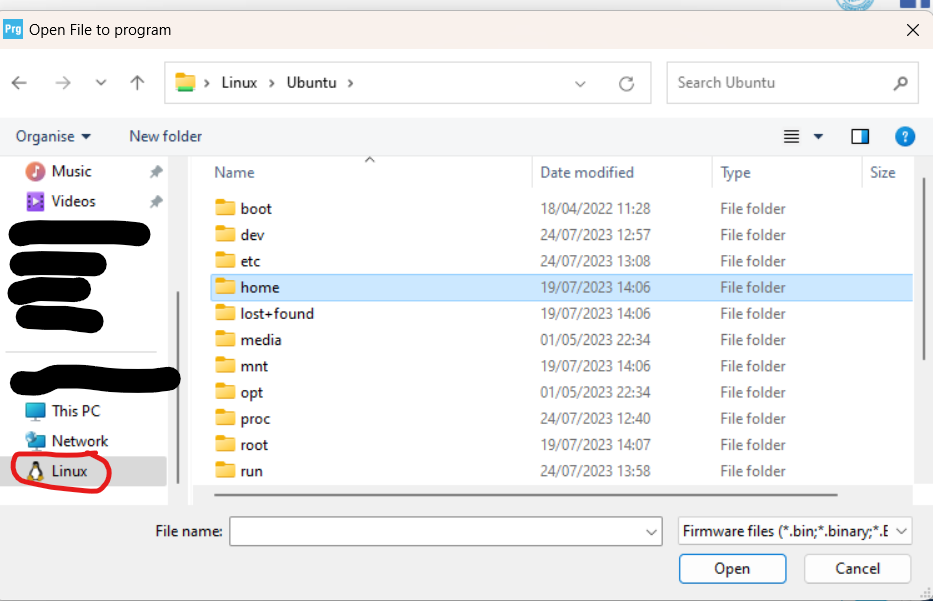 Prg Open File to program
Linux Ubuntu
Search Ubuntu
Organise New folder
Music
Videos
This PC
Network
Linux
Name Date modified Type Size
boot 18/04/2022 11:28 File folder
dev 24/07/2023 12:57 File folder
etc 24/07/2023 13:08 File folder
home 19/07/2023 14:06 File folder
lost+found 19/07/2023 14:06 File folder
media 01/05/2023 22:34 File folder
mnt 19/07/2023 14:06 File folder
opt 01/05/2023 22:34 File folder
proc 24/07/2023 12:40 File folder
root 19/07/2023 14:07 File folder
run 24/07/2023 13:58 File folder
File name: Firmware files (*.bin;*.binary;*.E
Open Cancel